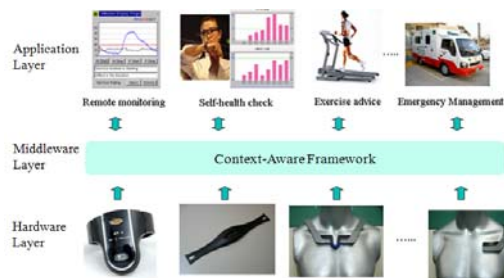 Application
Layer
Remote monitoring
Self-health check
Exercise advice
......
Emergency Management
Middleware
Layer
Context-Aware Framework
Hardware
Layer
......